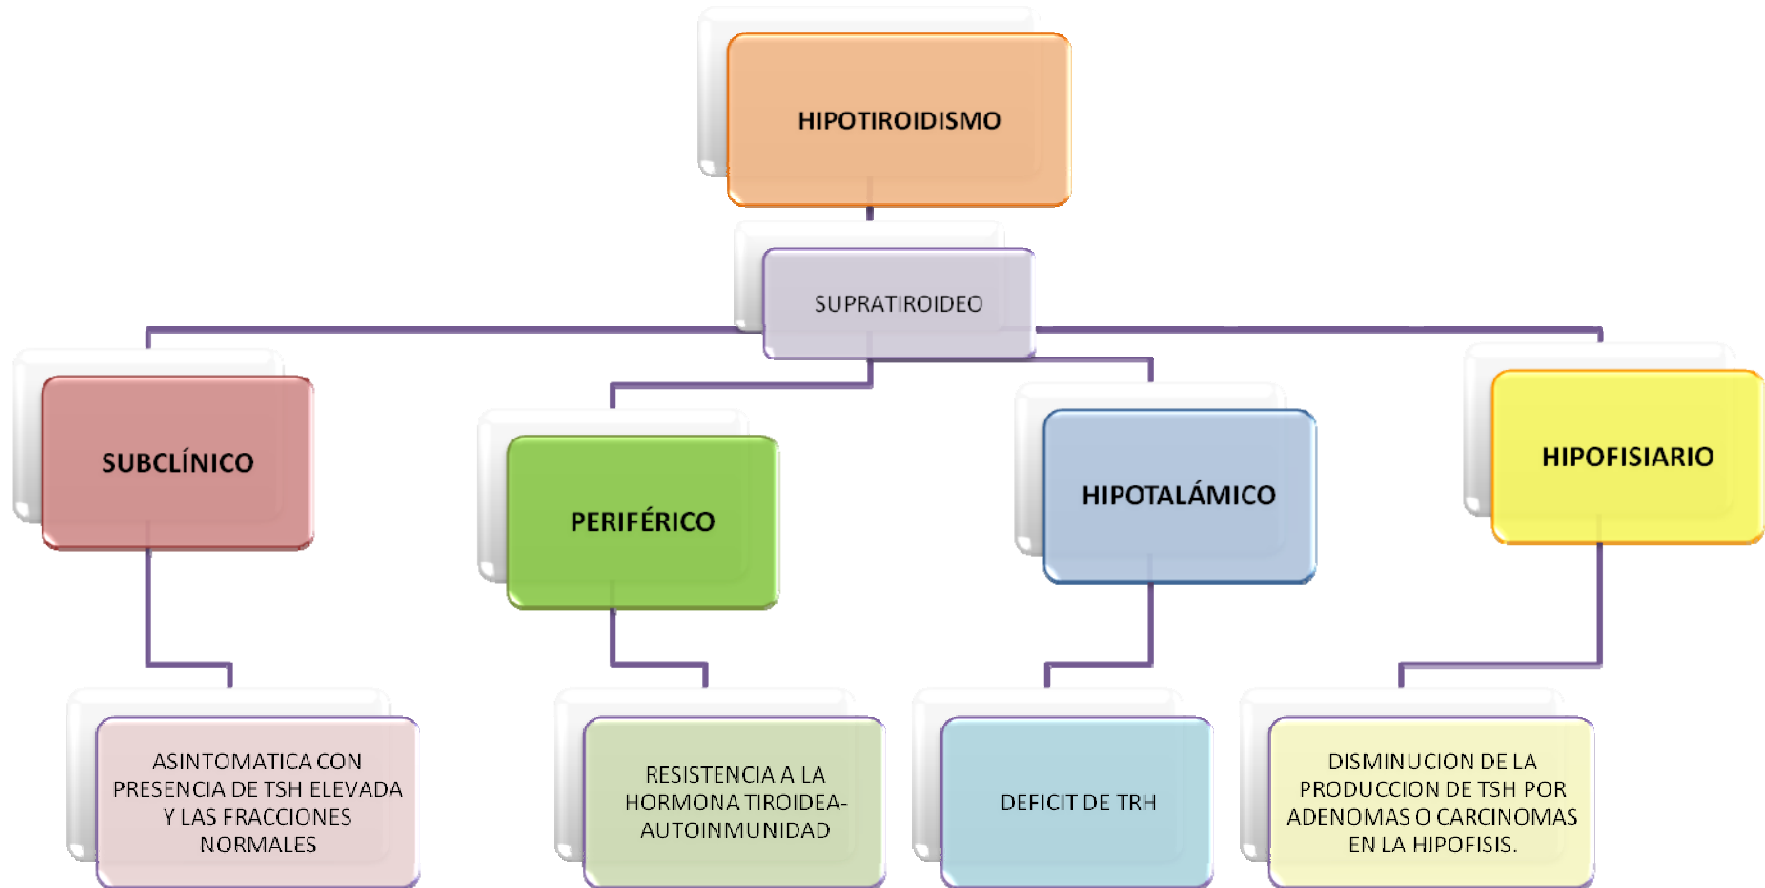 HIPOTIROIDISMO
SUPRATIROIDEO
SUBCLÍNICO
PERIFÉRICO
HIPOTALÁMICO
HIPOFISIARIO
ASINTOMATICA CON
PRESENCIA DE TSH ELEVADA
Y LAS FRACCIONES
NORMALES
RESISTENCIA A LA
HORMONA TIROIDEA-
AUTOINMUNIDAD
DEFICIT DE TRH
DISMINUCION DE LA
PRODUCCION DE TSH POR
ADENOMAS O CARCINOMAS
EN LA HIPOFISIS.